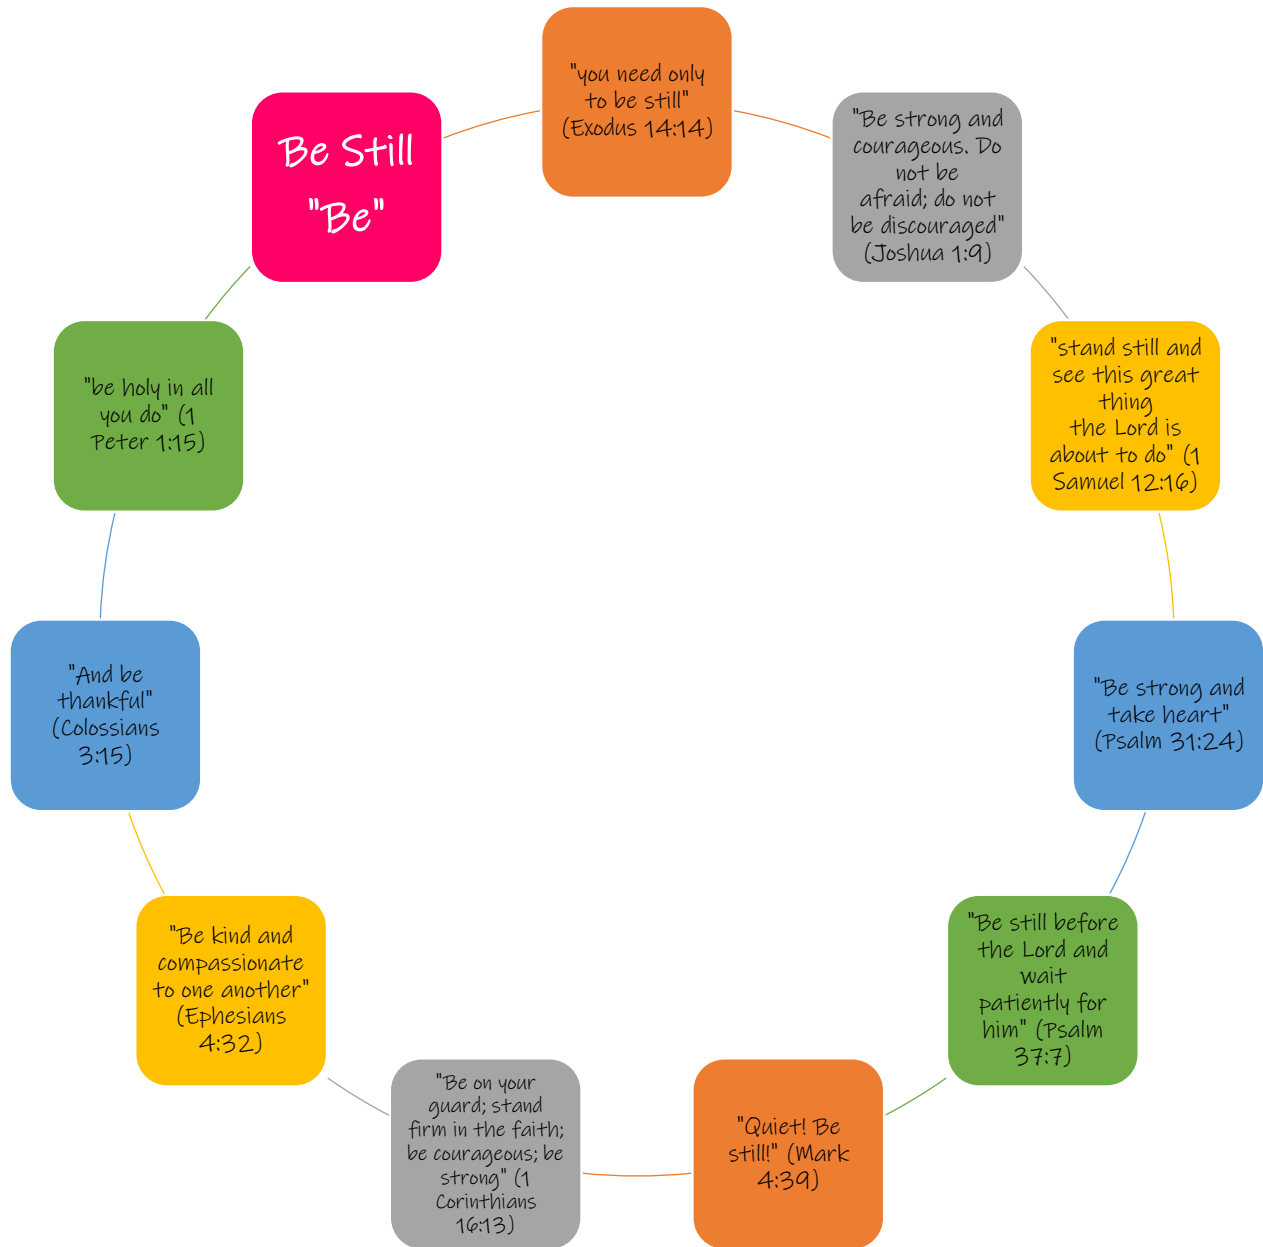 Be Still
"Be"
"you need only
to be still"
(Exodus 14:14)
"Be strong and
courageous. Do
not be
afraid; do not
be discouraged"
(Joshua 1:9)
"stand still and
see this great
thing
the Lord is
about to do" (1
Samuel 12:16)
"Be strong and
take heart"
(Psalm 31:24)
"Be still before
the Lord and
wait
patiently for
him" (Psalm
37:7)
"Quiet! Be
still!" (Mark
4:39)
"Be on your
guard; stand
firm in the faith;
be courageous; be
strong" (1
Corinthians
16:13)
"Be kind and
compassionate
to one another"
(Ephesians
4:32)
"And be
thankful"
(Colossians
3:15)
"be holy in all
you do" (1
Peter 1:15)